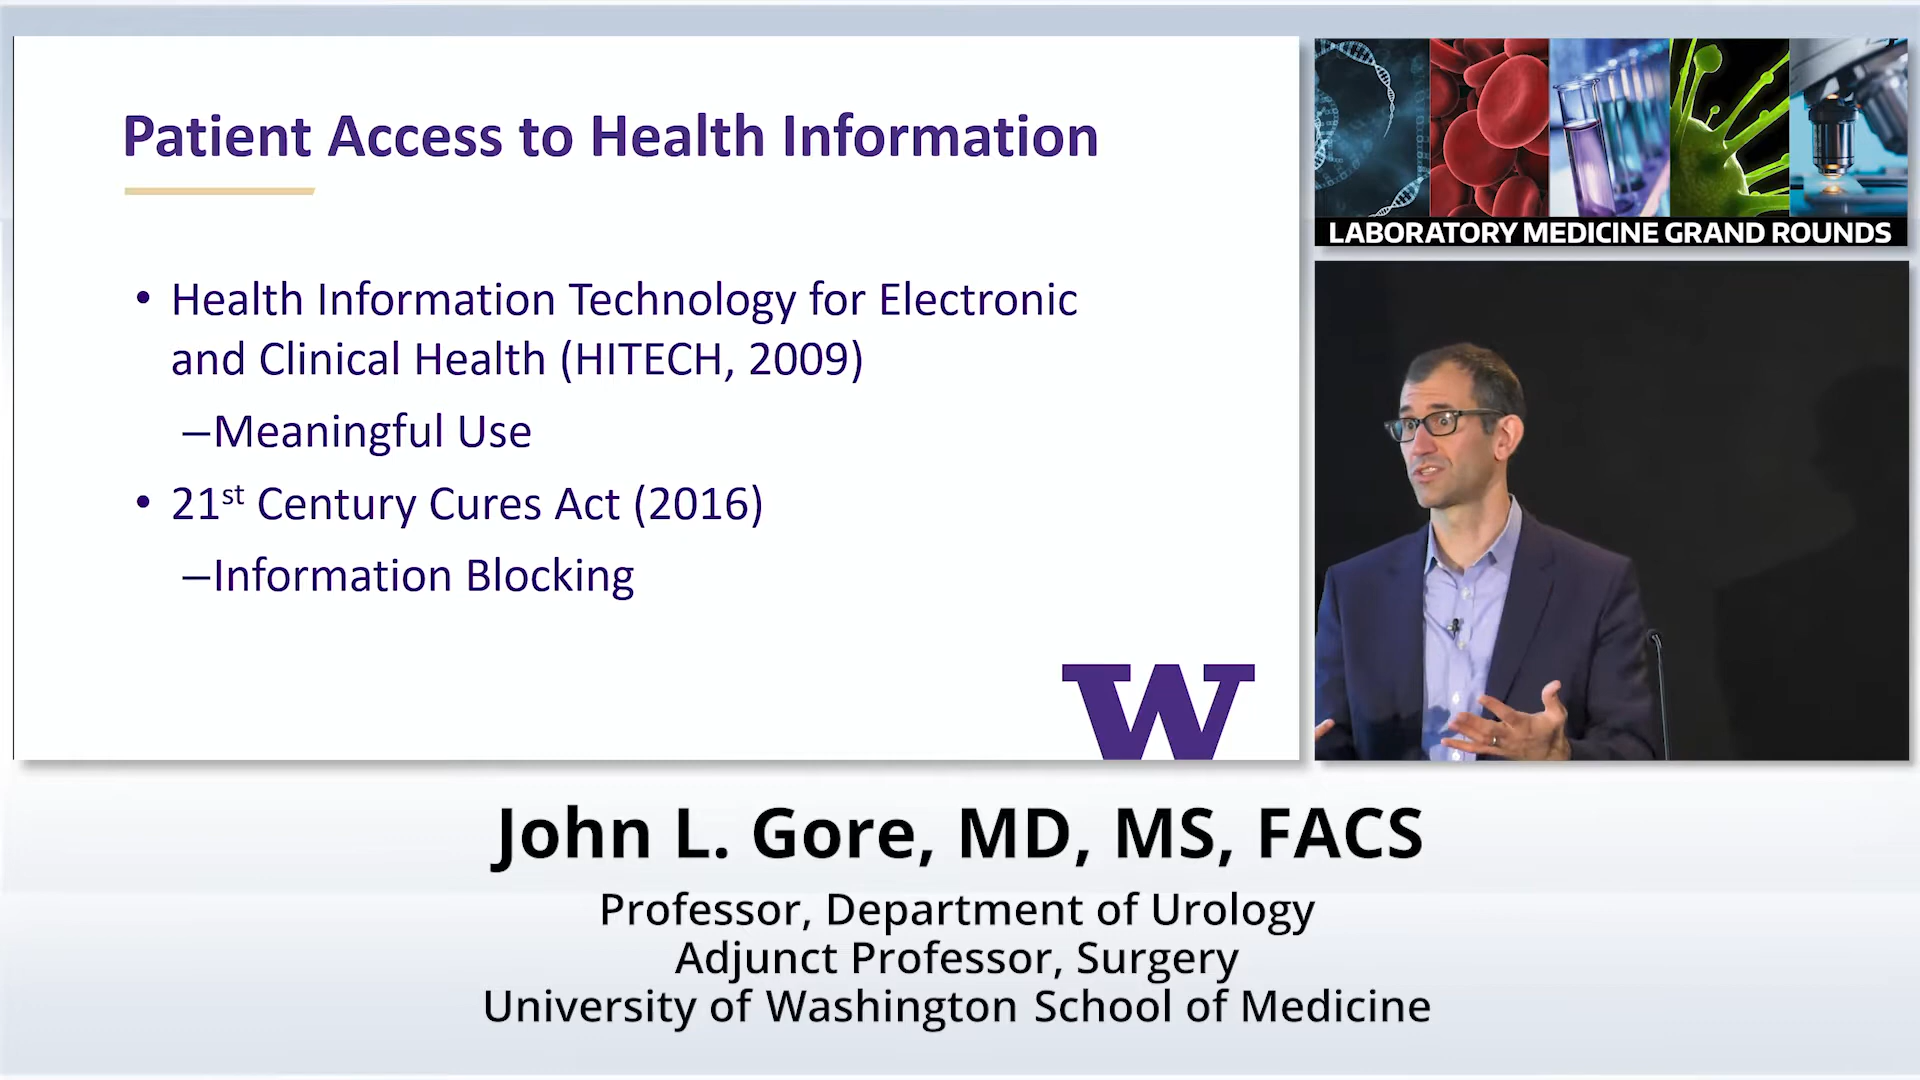 Patient Access to Health Information
• Health Information Technology for Electronic
and Clinical Health (HITECH, 2009)
–Meaningful Use
• 21st Century Cures Act (2016)
–Information Blocking
W
LABORATORY MEDICINE GRAND ROUNDS
John L. Gore, MD, MS, FACS
Professor, Department of Urology
Adjunct Professor, Surgery
University of Washington School of Medicine